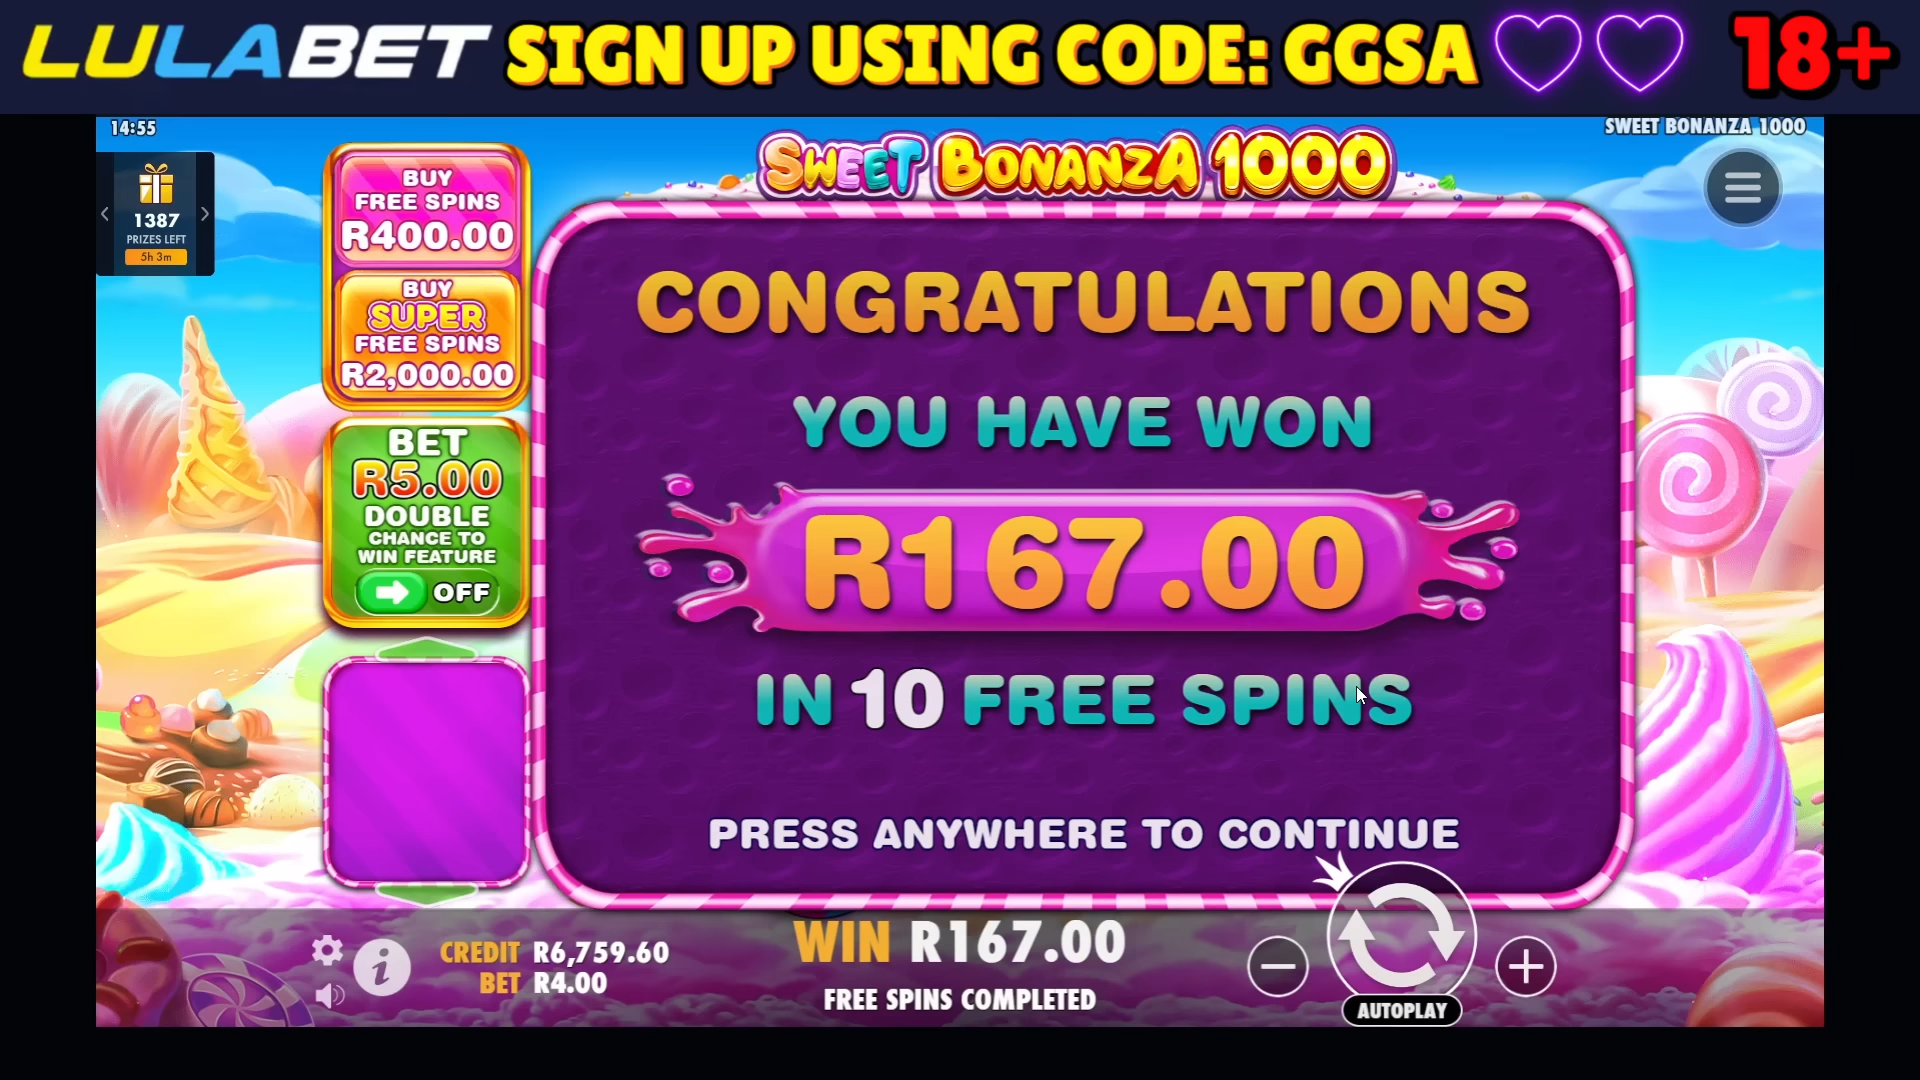 LULABET SIGN UP USING CODE: GGSA 18+
14:55
SWEET BONANZA 1000
SWEET BONANZA 1000
1387
PRIZES LEFT
5h 3m
BUY
FREE SPINS
R400.00
BUY
SUPER
FREE SPINS
R2,000.00
BET
R5.00
DOUBLE
CHANCE TO
WIN FEATURE
OFF
CONGRATULATIONS
YOU HAVE WON
R167.00
IN 10 FREE SPINS
PRESS ANYWHERE TO CONTINUE
CREDIT R6,759.60
BET R4.00
WIN R167.00
FREE SPINS COMPLETED
AUTOPLAY